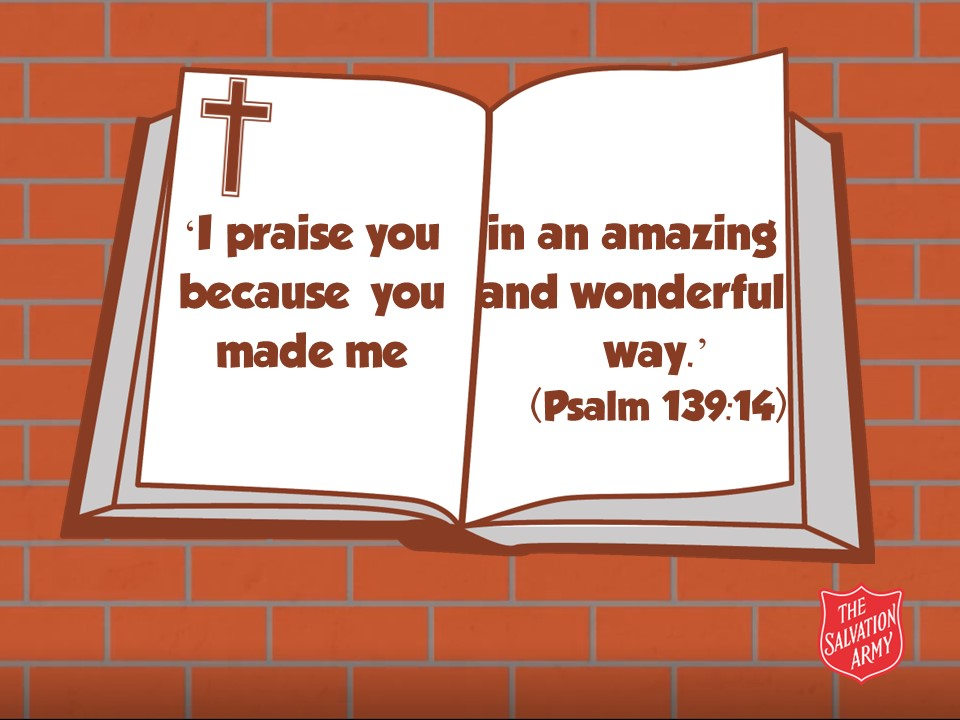 ‘I praise you
because you
made me
in an amazing
and wonderful
way.’
(Psalm 139:14)
THE
SALVATION
ARMY